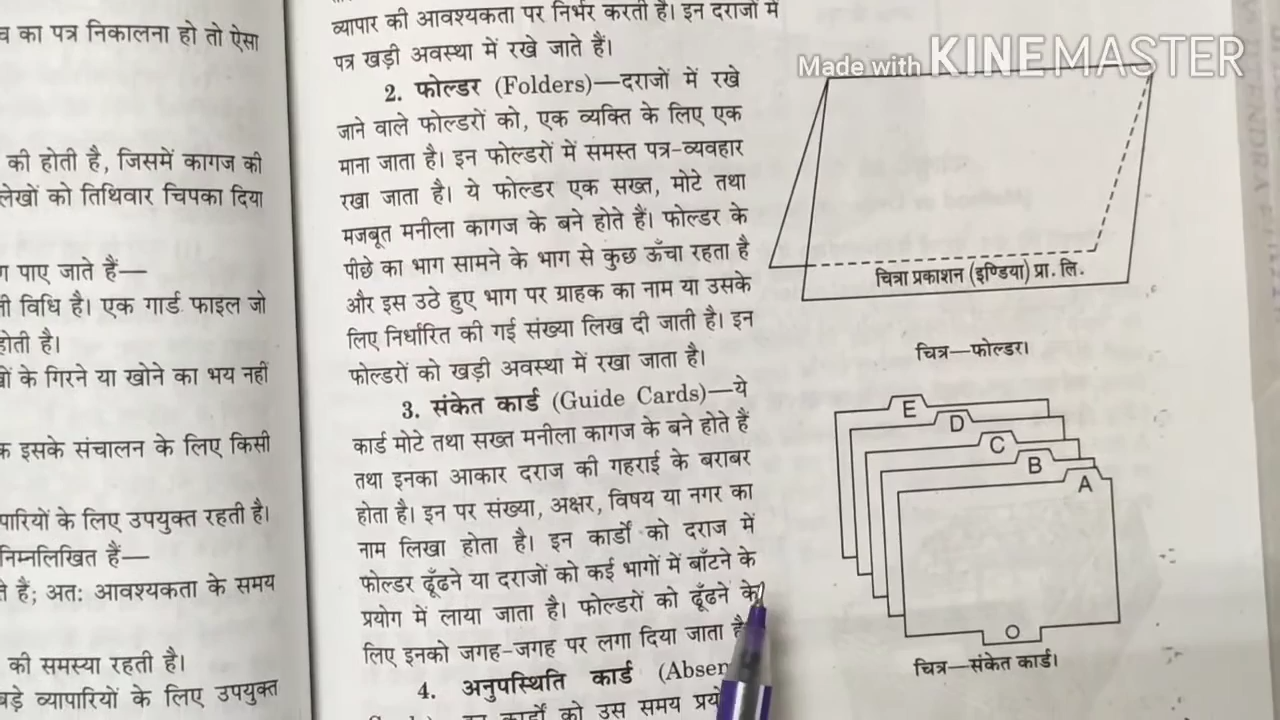 च का पत्र निकालना हो तो ऐसा
की होती है, जिसमें कागज की
लेखों को तिथिवार चिपका दिया
पाए जाते हैं—
विधि है। एक गार्ड फाइल जो
होती है।
के गिरने या खोने का भय नहीं
इसके संचालन के लिए किसी
पारियों के लिए उपयुक्त रहती है।
निम्नलिखित हैं—
ते हैं; अतः आवश्यकता के समय
की समस्या रहती है।
बड़े व्यापारियों के लिए उपयुक्त
व्यापार की आवश्यकता पर निर्भर करती है। इन दराजों में
पत्र खड़ी अवस्था में रखे जाते हैं।
2. फोल्डर (Folders)—दराजों में रखे
जाने वाले फोल्डरों को, एक व्यक्ति के लिए एक
माना जाता है। इन फोल्डरों में समस्त पत्र-व्यवहार
रखा जाता है। ये फोल्डर एक सख्त, मोटे तथा
मजबूत मनीला कागज के बने होते हैं। फोल्डर के
पीछे का भाग सामने के भाग से कुछ ऊँचा रहता है
और इस उठे हुए भाग पर ग्राहक का नाम या उसके
लिए निर्धारित की गई संख्या लिख दी जाती है। इन
फोल्डरों को खड़ी अवस्था में रखा जाता है।
3. संकेत कार्ड (Guide Cards)—ये
कार्ड मोटे तथा सख्त मनीला कागज के बने होते हैं
तथा इनका आकार दराज की गहराई के बराबर
होता है। इन पर संख्या, अक्षर, विषय या नगर का
नाम लिखा होता है। इन कार्डों को दराज में
फोल्डर ढूँढने या दराजों को कई भागों में बाँटने के
प्रयोग में लाया जाता है। फोल्डरों को ढूँढने के
लिए इनको जगह-जगह पर लगा दिया जाता है
4. अनुपस्थिति कार्ड (Absen
कार्डों को उस समय प्रयो
Made with KINEMASTER
चित्रा प्रकाशन (इण्डिया) प्रा. लि.
चित्र—फोल्डर।
E
D
C
B
A
O
चित्र—संकेत कार्ड।